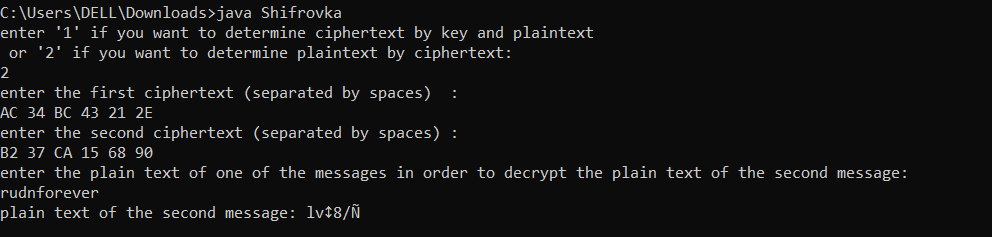 C:\Users\DELL\Downloads>java Shifrovka
enter '1' if you want to determine ciphertext by key and plaintext
 or '2' if you want to determine plaintext by ciphertext:
2
enter the first ciphertext (separated by spaces)  :
AC 34 BC 43 21 2E
enter the second ciphertext (separated by spaces) :
B2 37 CA 15 68 90
enter the plain text of one of the messages in order to decrypt the plain text of the second message:
rudnforever
plain text of the second message: lv↕8/Ñ